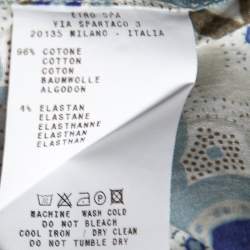 ETRO SPA
VIA SPARTACO 3
20135 MILANO - ITALIA
96% COTONE
COTTON
COTON
BAUMWOLLE
ALGODON
4% ELASTAN
ELASTANE
ELASTHANNE
ELASTHAN
ELASTAN
MACHINE WASH COLD
DO NOT BLEACH
COOL IRON / DRY CLEAN
DO NOT TUMBLE DRY